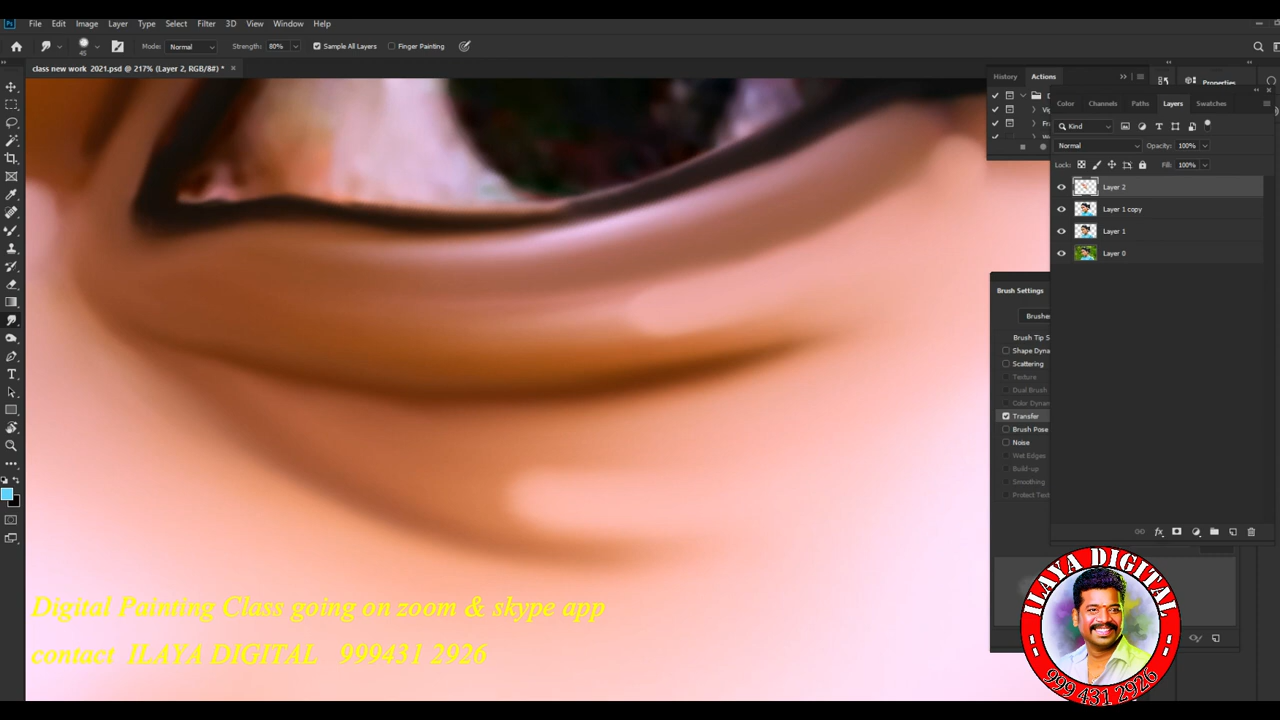 File Edit Image Layer Type Select Filter 3D View Window Help
Mode: Normal Strength: 80% Sample All Layers Finger Painting
45
class new work 2021.psd @ 217% (Layer 2, RGB/8#) * ×
History Actions
Properties
Color Channels Paths Layers Swatches
Kind
Normal Opacity: 100%
Lock: Fill: 100%
Layer 2
Layer 1 copy
Layer 1
Layer 0
Brush Settings
Brushes
Brush Tip S
Shape Dyna
Scattering
Texture
Dual Brush
Color Dynam
Transfer
Brush Pose
Noise
Wet Edges
Build-up
Smoothing
Protect Text
Digital Painting Class going on zoom & skype app
contact ILAYA DIGITAL 999431 2926
ILAYA DIGITAL
999 431 2926